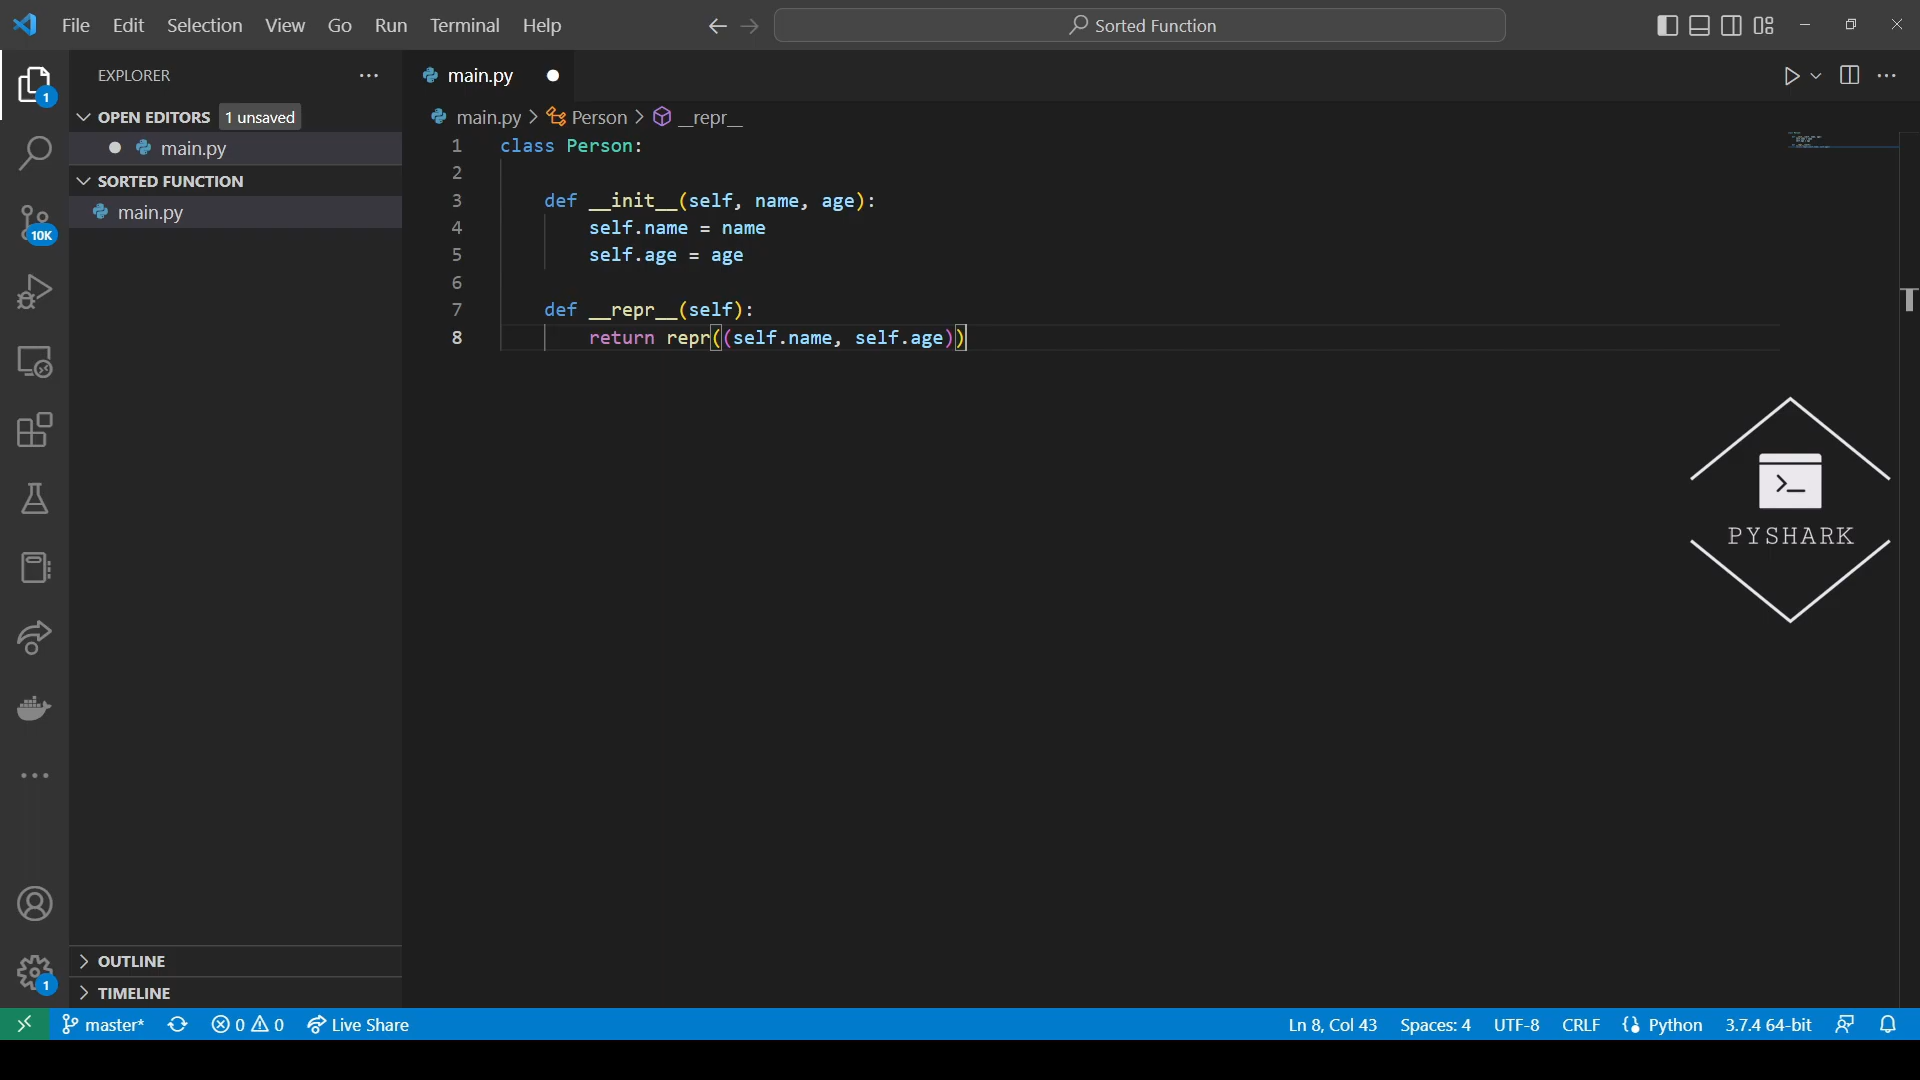 File Edit Selection View Go Run Terminal Help
Sorted Function
EXPLORER
OPEN EDITORS 1 unsaved
main.py
SORTED FUNCTION
main.py
1
10K
main.py
main.py > Person > __repr__
1 class Person:
2
3 def __init__(self, name, age):
4 self.name = name
5 self.age = age
6
7 def __repr__(self):
8 return repr((self.name, self.age))
>_
PYSHARK
OUTLINE
TIMELINE
1
master* 0 0 Live Share
Ln 8, Col 43 Spaces: 4 UTF-8 CRLF Python 3.7.4 64-bit